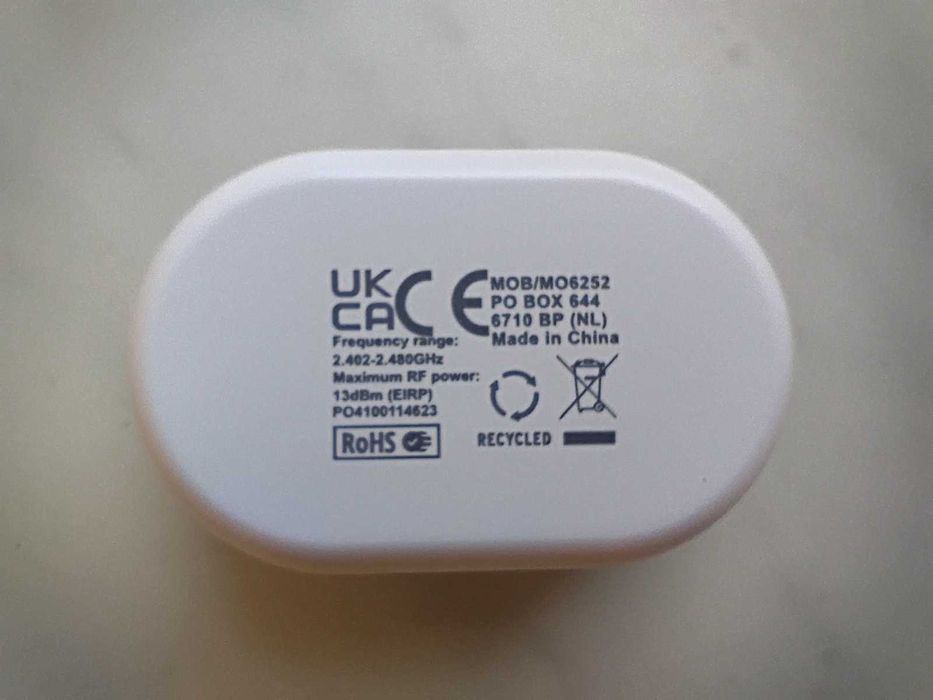 UK
CA CE
MOB/MO6252
PO BOX 644
6710 BP (NL)
Made in China
Frequency range:
2.402-2.480GHz
Maximum RF power:
13dBm (EIRP)
PO4100114623
RoHS
RECYCLED